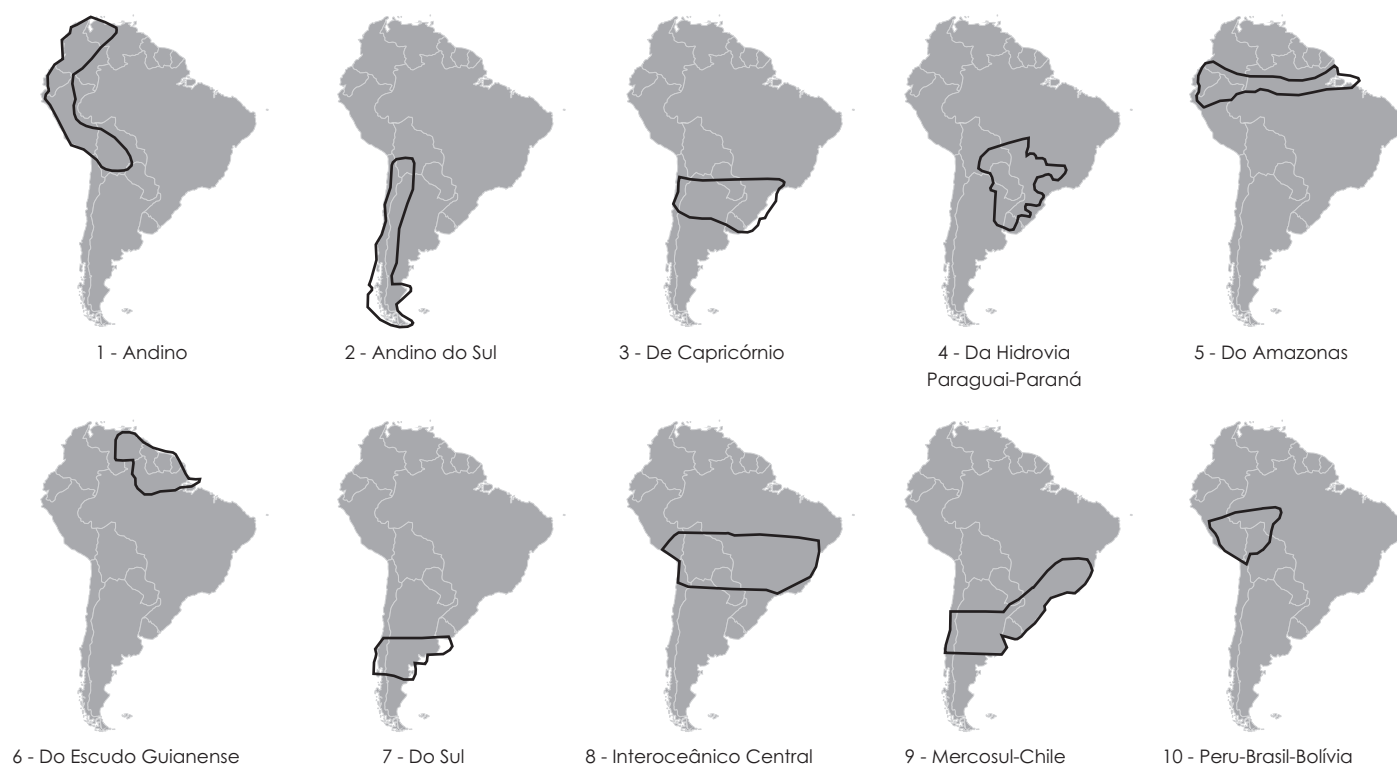 1 - Andino
2 - Andino do Sul
3 - De Capricórnio
4 - Da Hidrovia
Paraguai-Paraná
5 - Do Amazonas
6 - Do Escudo Guianense
7 - Do Sul
8 - Interoceânico Central
9 - Mercosul-Chile
10 - Peru-Brasil-Bolívia